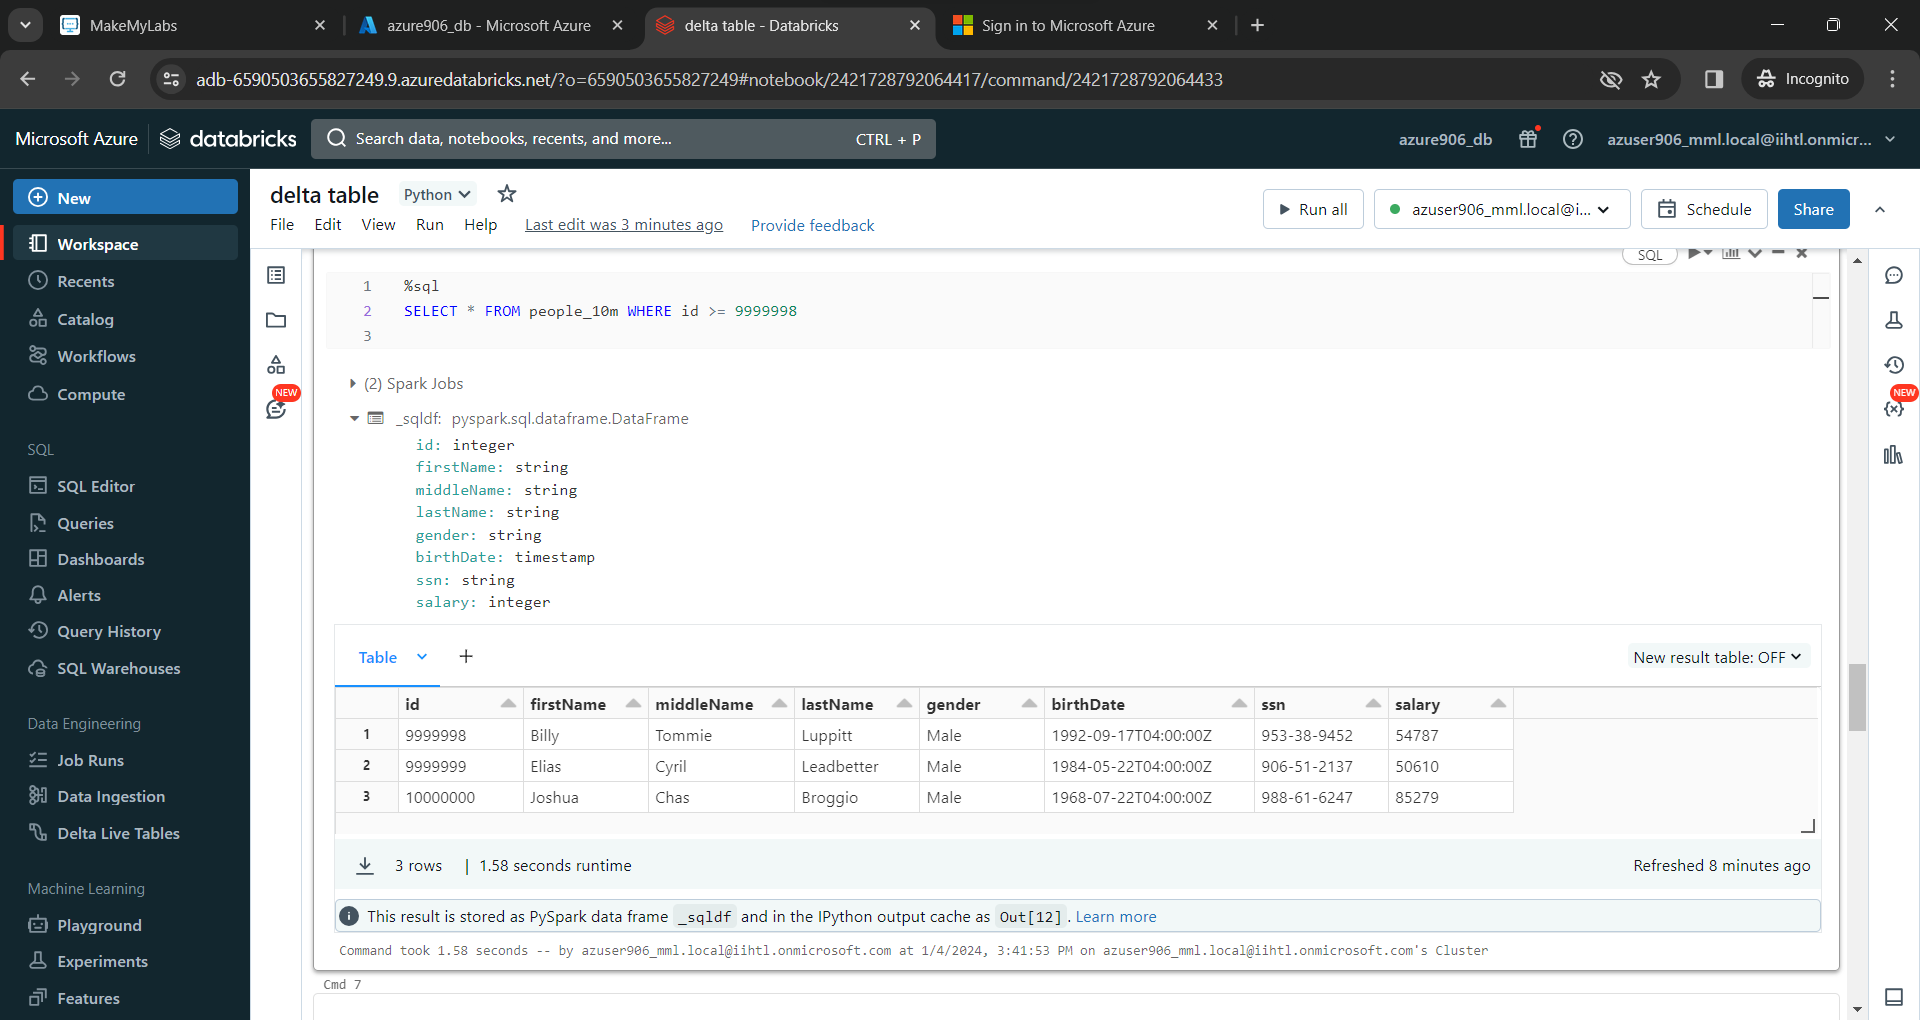 MakeMyLabs
azure906_db - Microsoft Azure
delta table - Databricks
Sign in to Microsoft Azure
adb-6590503655827249.9.azuredatabricks.net/?o=6590503655827249#notebook/2421728792064417/command/2421728792064433
Incognito
Microsoft Azure
databricks
Search data, notebooks, recents, and more...
CTRL + P
azure906_db
azuser906_mml.local@iihtl.onmicr...
New
Workspace
Recents
Catalog
Workflows
Compute
SQL
SQL Editor
Queries
Dashboards
Alerts
Query History
SQL Warehouses
Data Engineering
Job Runs
Data Ingestion
Delta Live Tables
Machine Learning
Playground
Experiments
Features
delta table
Python
File Edit View Run Help Last edit was 3 minutes ago Provide feedback
Run all
azuser906_mml.local@i...
Schedule
Share
NEW
NEW
SQL
1 %sql
2 SELECT * FROM people_10m WHERE id >= 9999998
3
(2) Spark Jobs
_sqldf: pyspark.sql.dataframe.DataFrame
id: integer
firstName: string
middleName: string
lastName: string
gender: string
birthDate: timestamp
ssn: string
salary: integer
Table
New result table: OFF
id firstName middleName lastName gender birthDate ssn salary
1 9999998 Billy Tommie Luppitt Male 1992-09-17T04:00:00Z 953-38-9452 54787
2 9999999 Elias Cyril Leadbetter Male 1984-05-22T04:00:00Z 906-51-2137 50610
3 10000000 Joshua Chas Broggio Male 1968-07-22T04:00:00Z 988-61-6247 85279
3 rows | 1.58 seconds runtime
Refreshed 8 minutes ago
This result is stored as PySpark data frame _sqldf and in the IPython output cache as Out[12] . Learn more
Command took 1.58 seconds -- by azuser906_mml.local@iihtl.onmicrosoft.com at 1/4/2024, 3:41:53 PM on azuser906_mml.local@iihtl.onmicrosoft.com's Cluster
Cmd 7